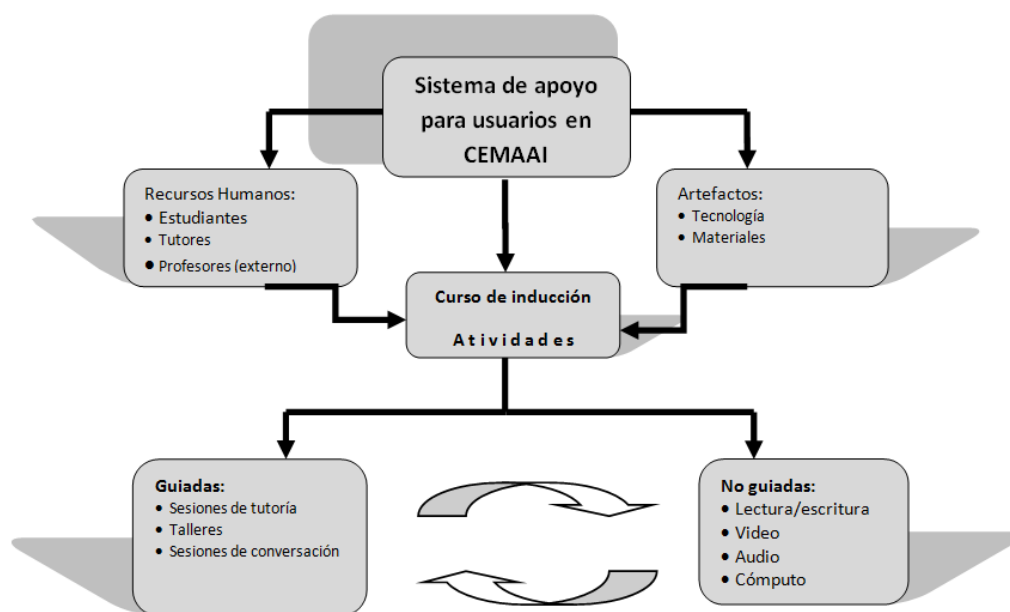 Sistema de apoyo
para usuarios en
CEMAAI
Recursos Humanos:
• Estudiantes
• Tutores
• Profesores (externo)
Artefactos:
• Tecnología
• Materiales
Curso de inducción
A t i v i d a d e s
Guiadas:
• Sesiones de tutoría
• Talleres
• Sesiones de conversación
No guiadas:
• Lectura/escritura
• Video
• Audio
• Cómputo